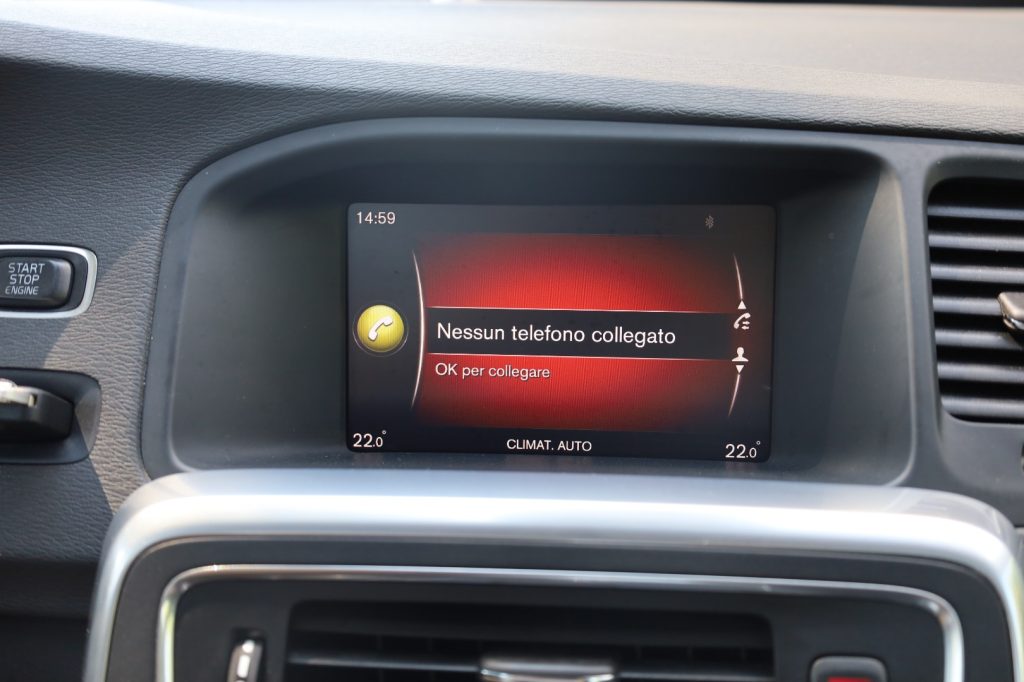 14:59
START
STOP
ENGINE
Nessun telefono collegato
OK per collegare
22.0°
CLIMAT. AUTO
22.0°